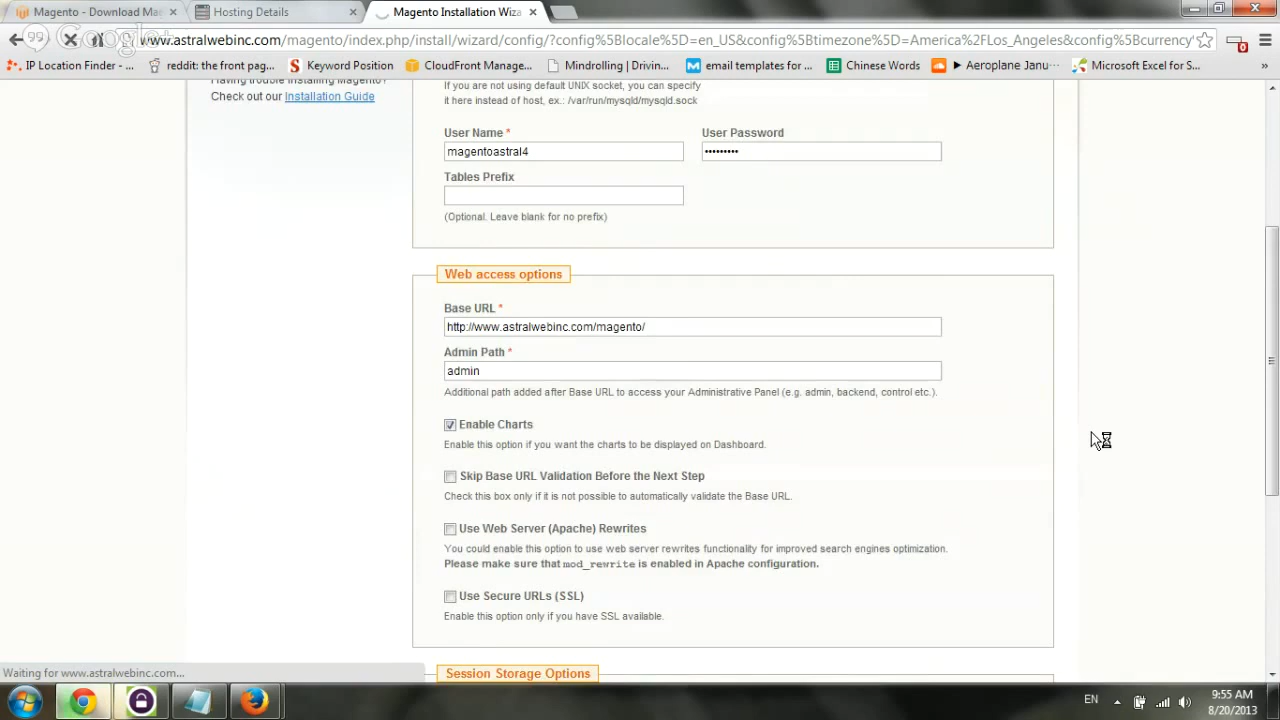 Magento - Download Mag
Hosting Details
Magento Installation Wiza
Google+
www.astralwebinc.com/magento/index.php/install/wizard/config/?config%5Blocale%5D=en_US&config%5Btimezone%5D=America%2FLos_Angeles&config%5Bcurrency
0
IP Location Finder - ...
reddit: the front pag...
Keyword Position
CloudFront Manage...
Mindrolling | Drivin...
email templates for ...
Chinese Words
▶ Aeroplane Janu...
Microsoft Excel for S...
»
Having trouble installing Magento?
Check out our Installation Guide
If you are not using default UNIX socket, you can specify
it here instead of host, ex.: /var/run/mysqld/mysqld.sock
User Name *
User Password
magentoastral4
•••••••••
Tables Prefix
(Optional. Leave blank for no prefix)
Web access options
Base URL *
http://www.astralwebinc.com/magento/
Admin Path *
admin
Additional path added after Base URL to access your Administrative Panel (e.g. admin, backend, control etc.).
Enable Charts
Enable this option if you want the charts to be displayed on Dashboard.
Skip Base URL Validation Before the Next Step
Check this box only if it is not possible to automatically validate the Base URL.
Use Web Server (Apache) Rewrites
You could enable this option to use web server rewrites functionality for improved search engines optimization.
Please make sure that mod_rewrite is enabled in Apache configuration.
Use Secure URLs (SSL)
Enable this option only if you have SSL available.
Waiting for www.astralwebinc.com...
Session Storage Options
EN
9:55 AM
8/20/2013